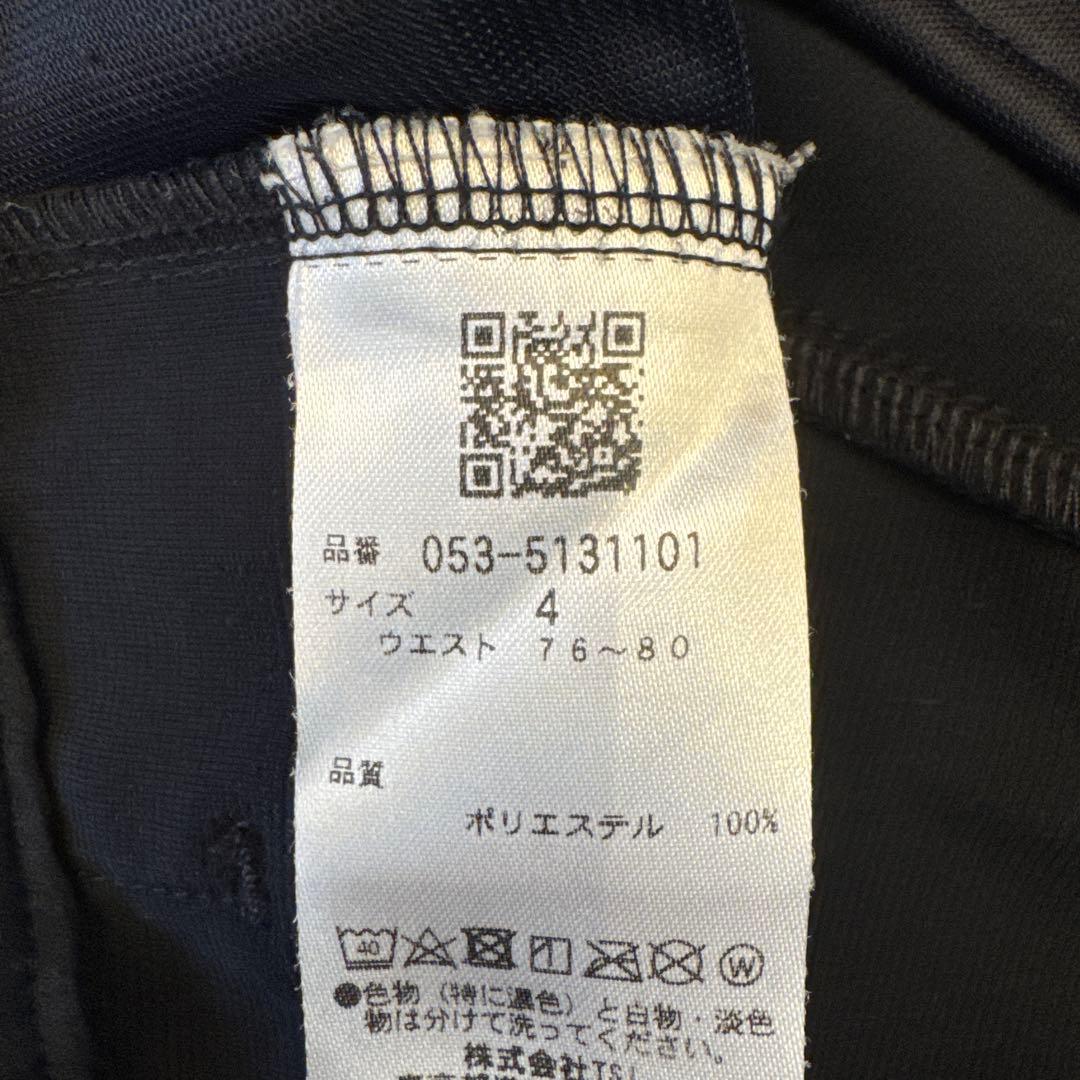 品番 053-5131101
サイズ 4
ウエスト 76~80
品質
ポリエステル 100%
40 W
●色物(特に濃色)と白物・淡色
物は分けて洗ってください。
株式会社TSI